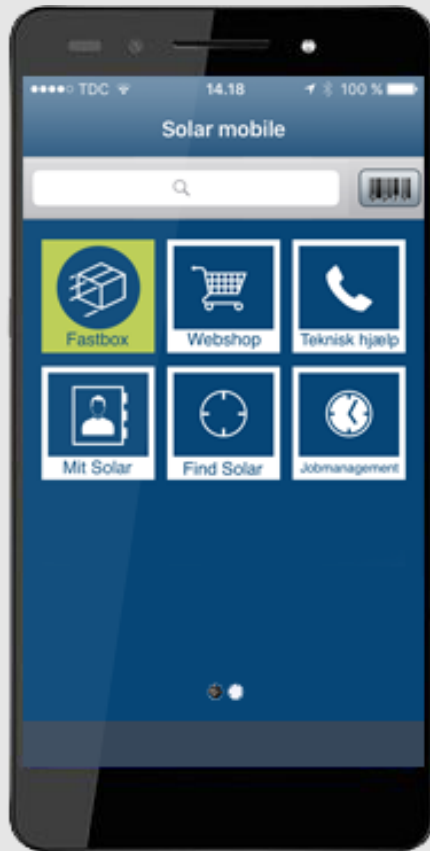 TDC 14.18 100 %
Solar mobile
Fastbox Webshop Teknisk hjælp
Mit Solar Find Solar Jobmanagement